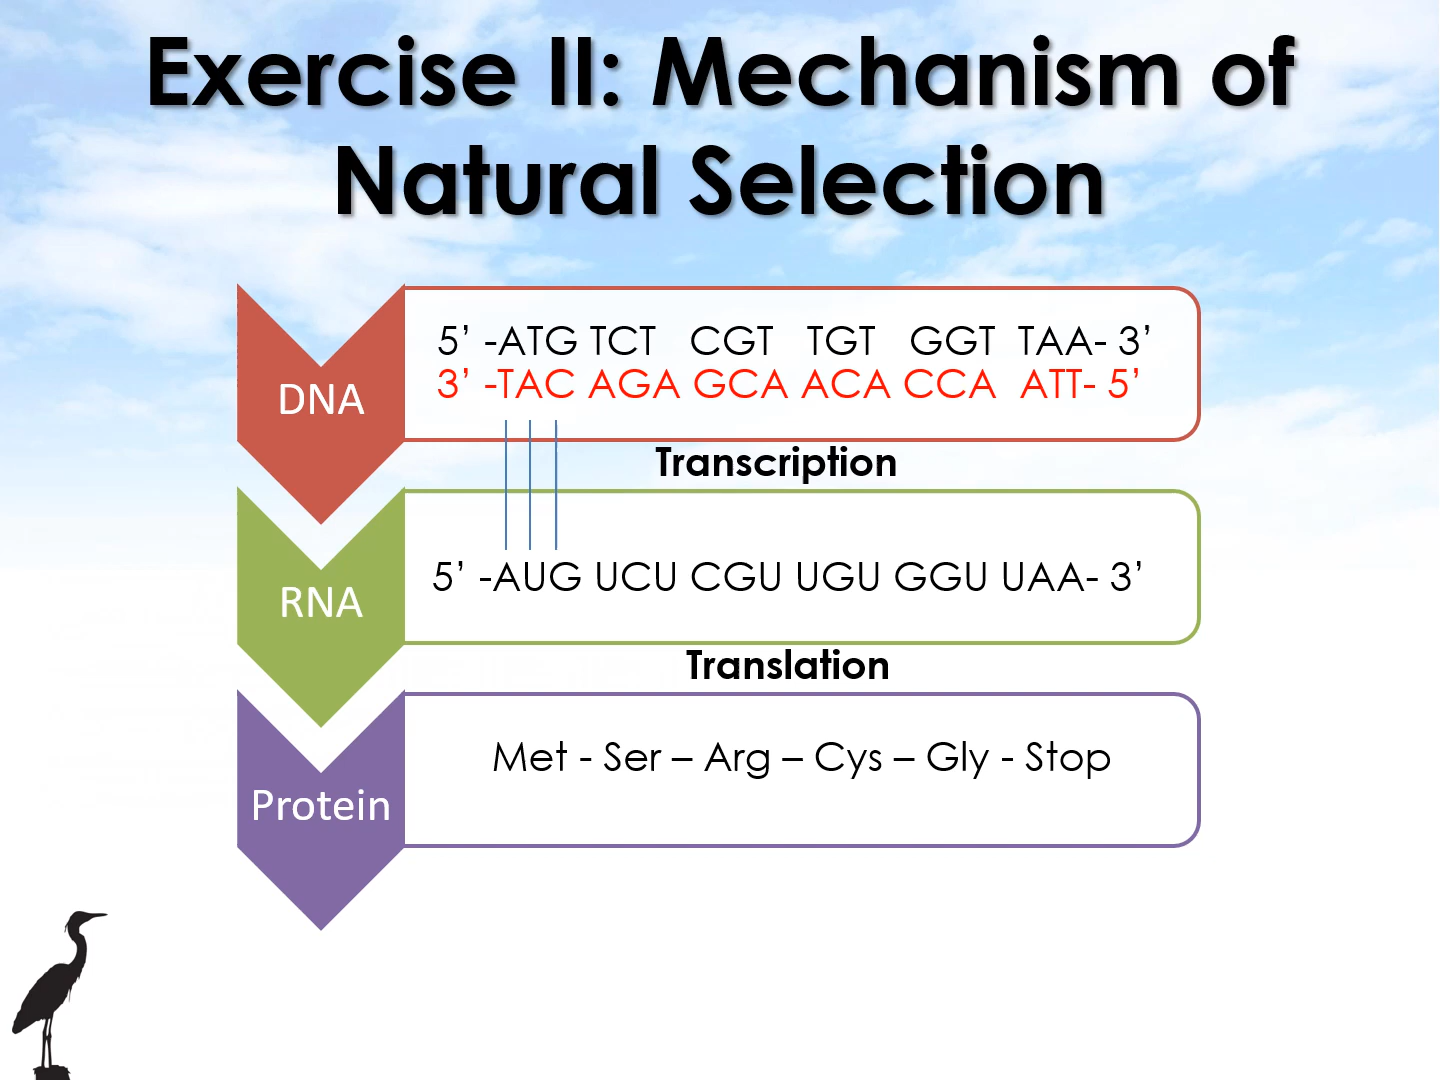 Exercise II: Mechanism of
Natural Selection
DNA
5’ -ATG TCT CGT TGT GGT TAA- 3’
3’ -TAC AGA GCA ACA CCA ATT- 5’
Transcription
RNA
5’ -AUG UCU CGU UGU GGU UAA- 3’
Translation
Protein
Met - Ser – Arg – Cys – Gly - Stop